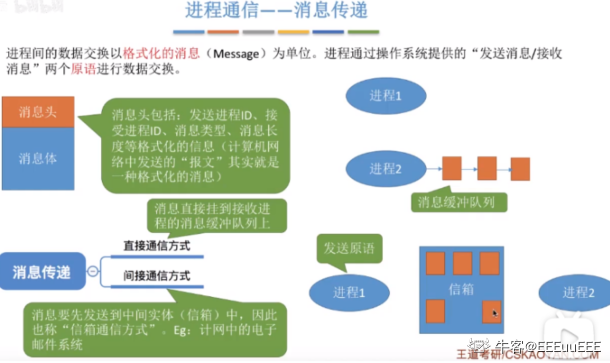 进程通信——消息传递
进程间的数据交换以格式化的消息（Message）为单位。进程通过操作系统提供的“发送消息/接收
消息”两个原语进行数据交换。
消息头
消息体
消息头包括：发送进程ID、接
受进程ID、消息类型、消息长
度等格式化的信息（计算机网
络中发送的“报文”其实就是
一种格式化的消息）
进程1
进程2
消息缓冲队列
消息直接挂到接收进
程的消息缓冲队列上
消息传递
直接通信方式
间接通信方式
消息要先发送到中间实体（信箱）中，因此
也称“信箱通信方式”。Eg：计网中的电子
邮件系统
发送原语
进程1
信箱
进程2
牛客@EEEuuEEE
王道考研/CSKAOYAN.COM